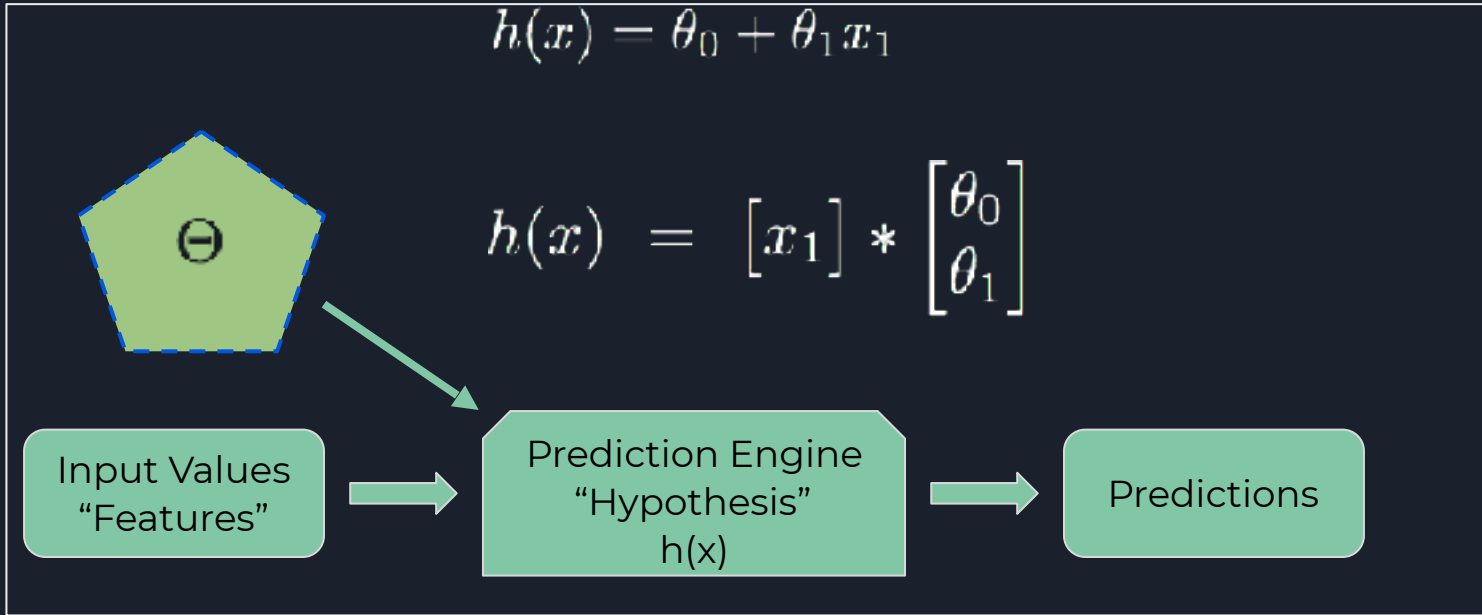 h(x) = θ₀ + θ₁x₁
Θ
h(x) = [x₁] * [θ₀
θ₁]
Input Values
“Features”
Prediction Engine
“Hypothesis”
h(x)
Predictions